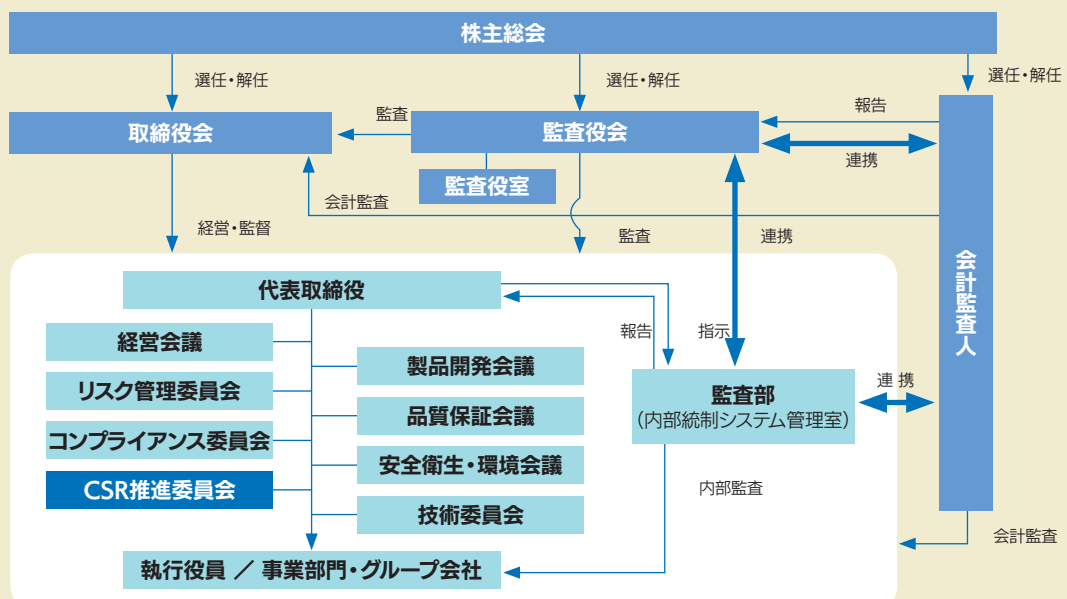 株主総会
選任・解任
選任・解任
選任・解任
取締役会
監査
監査役会
報告
連携
監査役室
会計監査
経営・監督
監査
連携
会計監査人
代表取締役
報告
指示
経営会議
製品開発会議
リスク管理委員会
品質保証会議
コンプライアンス委員会
安全衛生・環境会議
CSR推進委員会
技術委員会
監査部
（内部統制システム管理室）
連 携
内部監査
会計監査
執行役員 ／ 事業部門・グループ会社